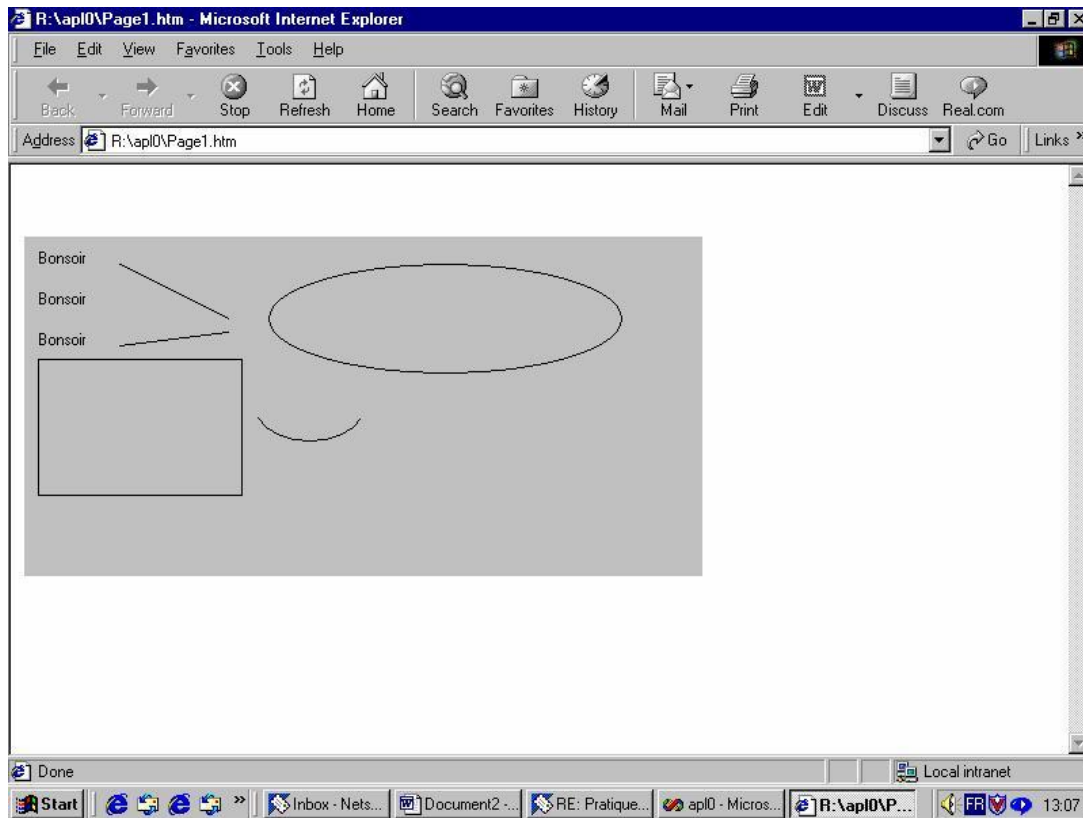 R:\apl0\Page1.htm - Microsoft Internet Explorer
File Edit View Favorites Tools Help
Back Forward Stop Refresh Home Search Favorites History Mail Print Edit Discuss Real.com
Address R:\apl0\Page1.htm Go Links »
Bonsoir
Bonsoir
Bonsoir
Done Local intranet
Start » Inbox - Nets... Document2 -... RE: Pratique... apl0 - Micros... R:\apl0\P... FR 13:07